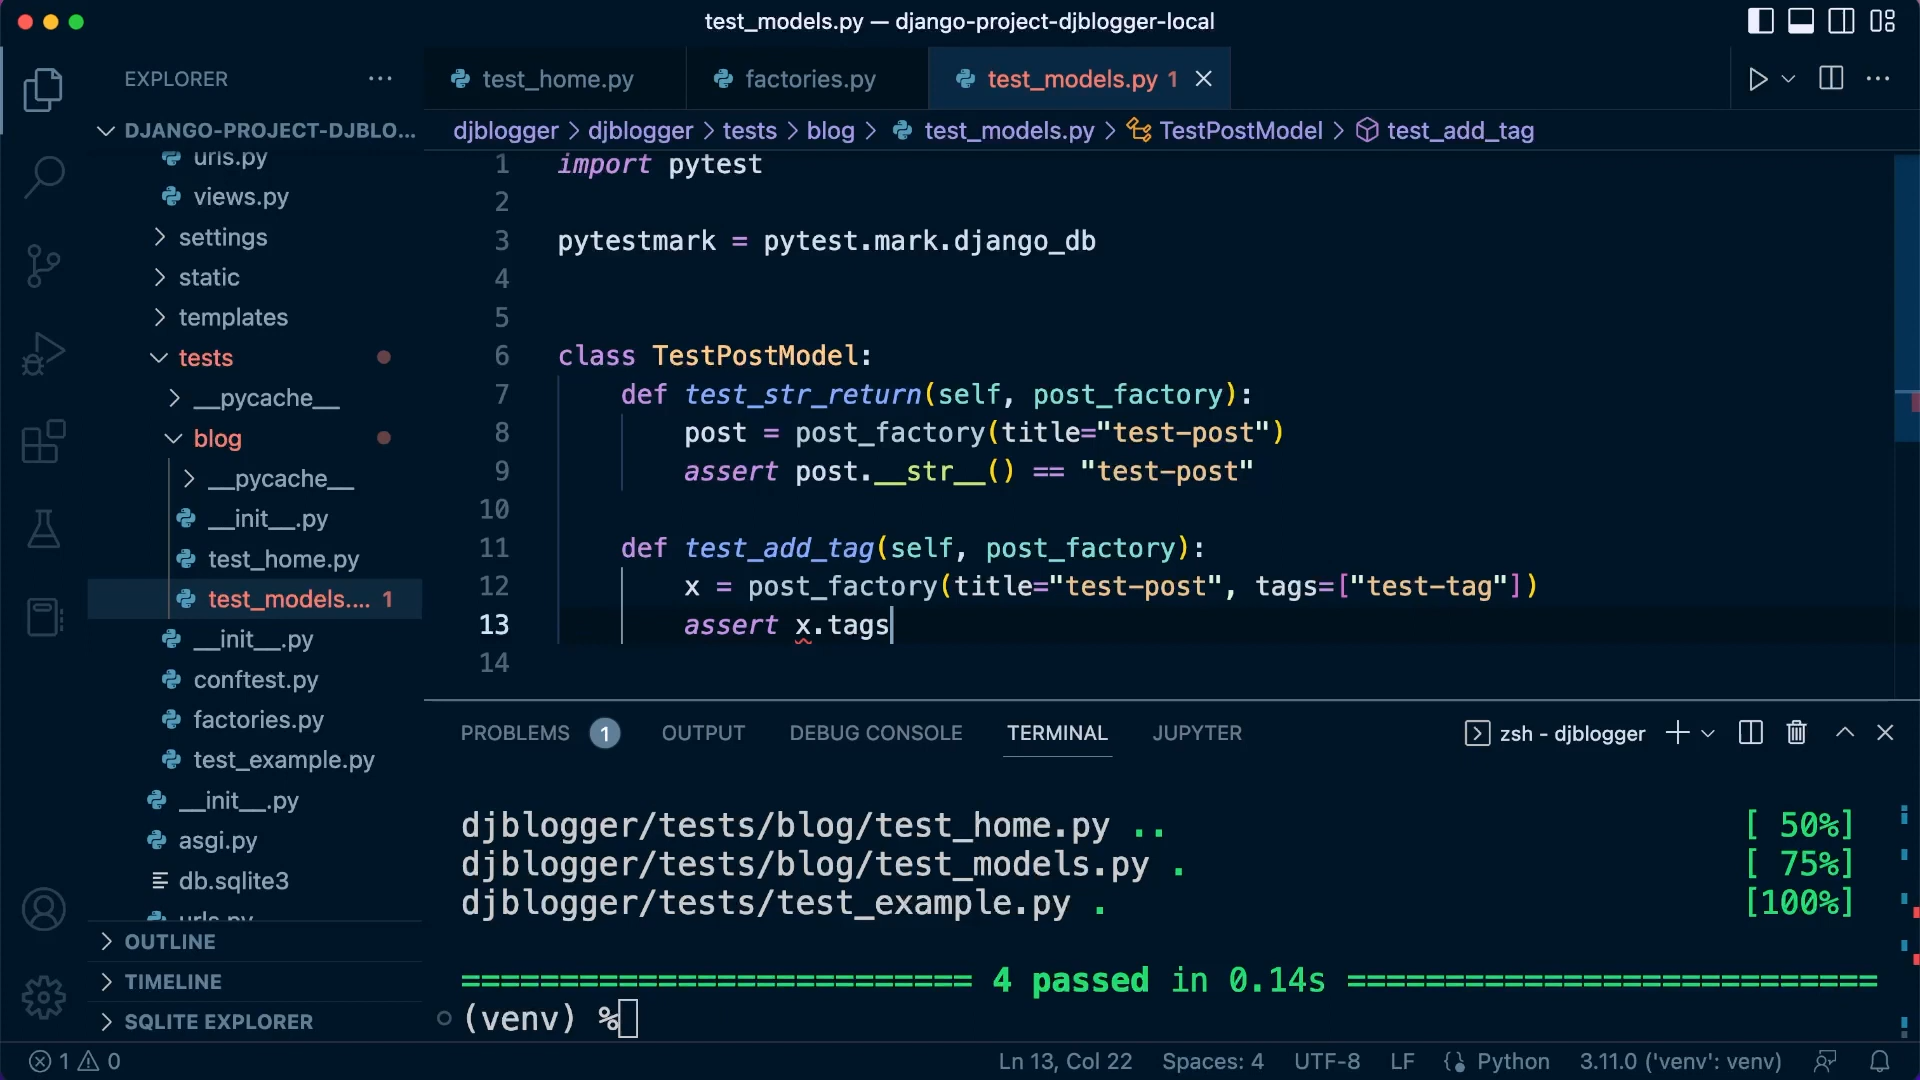 test_models.py — django-project-djblogger-local
EXPLORER
test_home.py
factories.py
test_models.py 1
DJANGO-PROJECT-DJBLO...
djblogger > djblogger > tests > blog > test_models.py > TestPostModel > test_add_tag
urls.py
views.py
settings
static
templates
tests
__pycache__
blog
__pycache__
__init__.py
test_home.py
test_models.... 1
__init__.py
conftest.py
factories.py
test_example.py
__init__.py
asgi.py
db.sqlite3
urls.py
OUTLINE
TIMELINE
SQLITE EXPLORER
1 import pytest
2
3 pytestmark = pytest.mark.django_db
4
5
6 class TestPostModel:
7 def test_str_return(self, post_factory):
8 post = post_factory(title="test-post")
9 assert post.__str__() == "test-post"
10
11 def test_add_tag(self, post_factory):
12 x = post_factory(title="test-post", tags=["test-tag"])
13 assert x.tags
14
PROBLEMS 1 OUTPUT DEBUG CONSOLE TERMINAL JUPYTER
zsh - djblogger
djblogger/tests/blog/test_home.py .. [ 50%]
djblogger/tests/blog/test_models.py . [ 75%]
djblogger/tests/test_example.py . [100%]
========================== 4 passed in 0.14s ===========================
(venv) %
1 0
Ln 13, Col 22 Spaces: 4 UTF-8 LF Python 3.11.0 ('venv': venv)